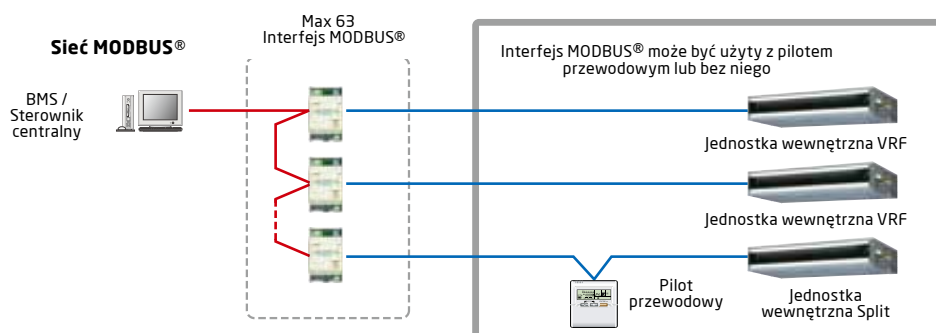 Max 63
Interfejs MODBUS®
Sieć MODBUS®
Interfejs MODBUS® może być użyty z pilotem
przewodowym lub bez niego
BMS /
Sterownik
centralny
Jednostka wewnętrzna VRF
Jednostka wewnętrzna VRF
Pilot
przewodowy
Jednostka
wewnętrzna Split